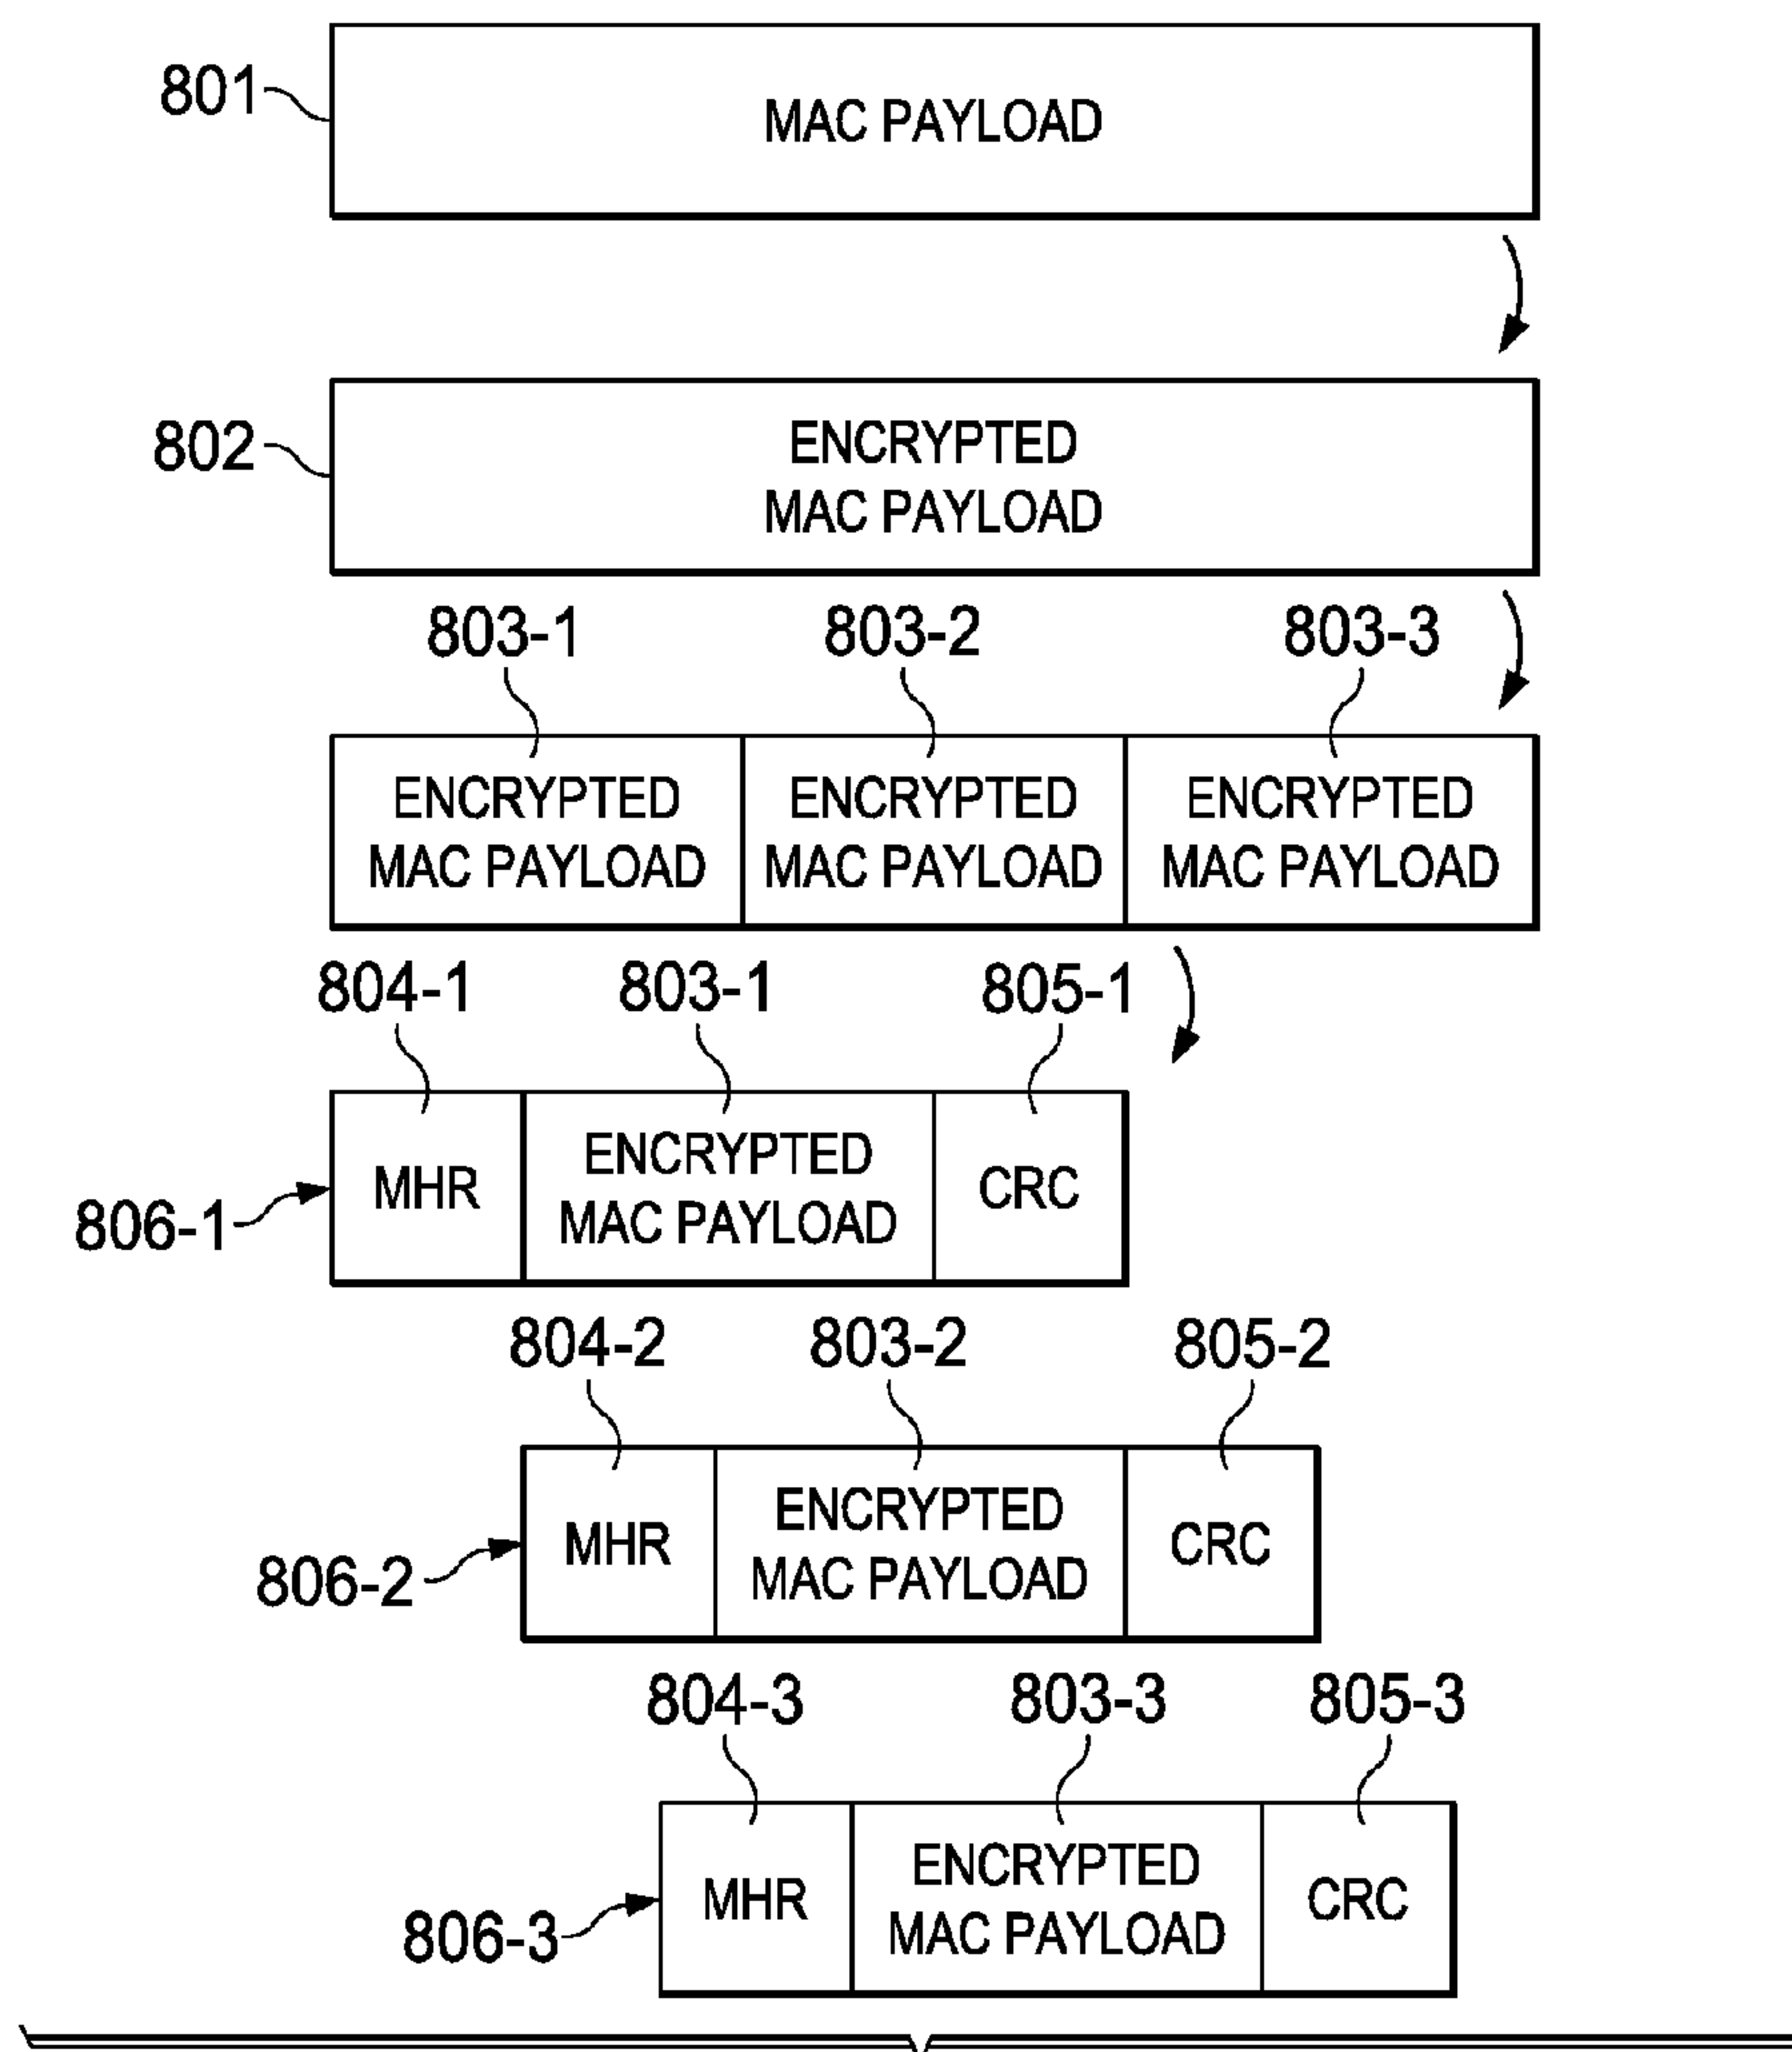 801
MAC PAYLOAD
802
ENCRYPTED
MAC PAYLOAD
803-1 803-2 803-3
ENCRYPTED ENCRYPTED ENCRYPTED
MAC PAYLOAD MAC PAYLOAD MAC PAYLOAD
804-1 803-1 805-1
806-1
MHR
ENCRYPTED
MAC PAYLOAD
CRC
804-2 803-2 805-2
806-2
MHR
ENCRYPTED
MAC PAYLOAD
CRC
804-3 803-3 805-3
806-3
MHR
ENCRYPTED
MAC PAYLOAD
CRC